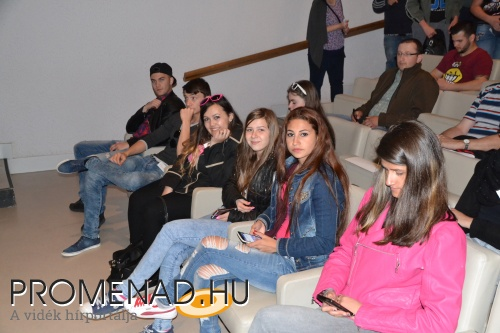 PROMENAD.HU
A vidék hírportálja